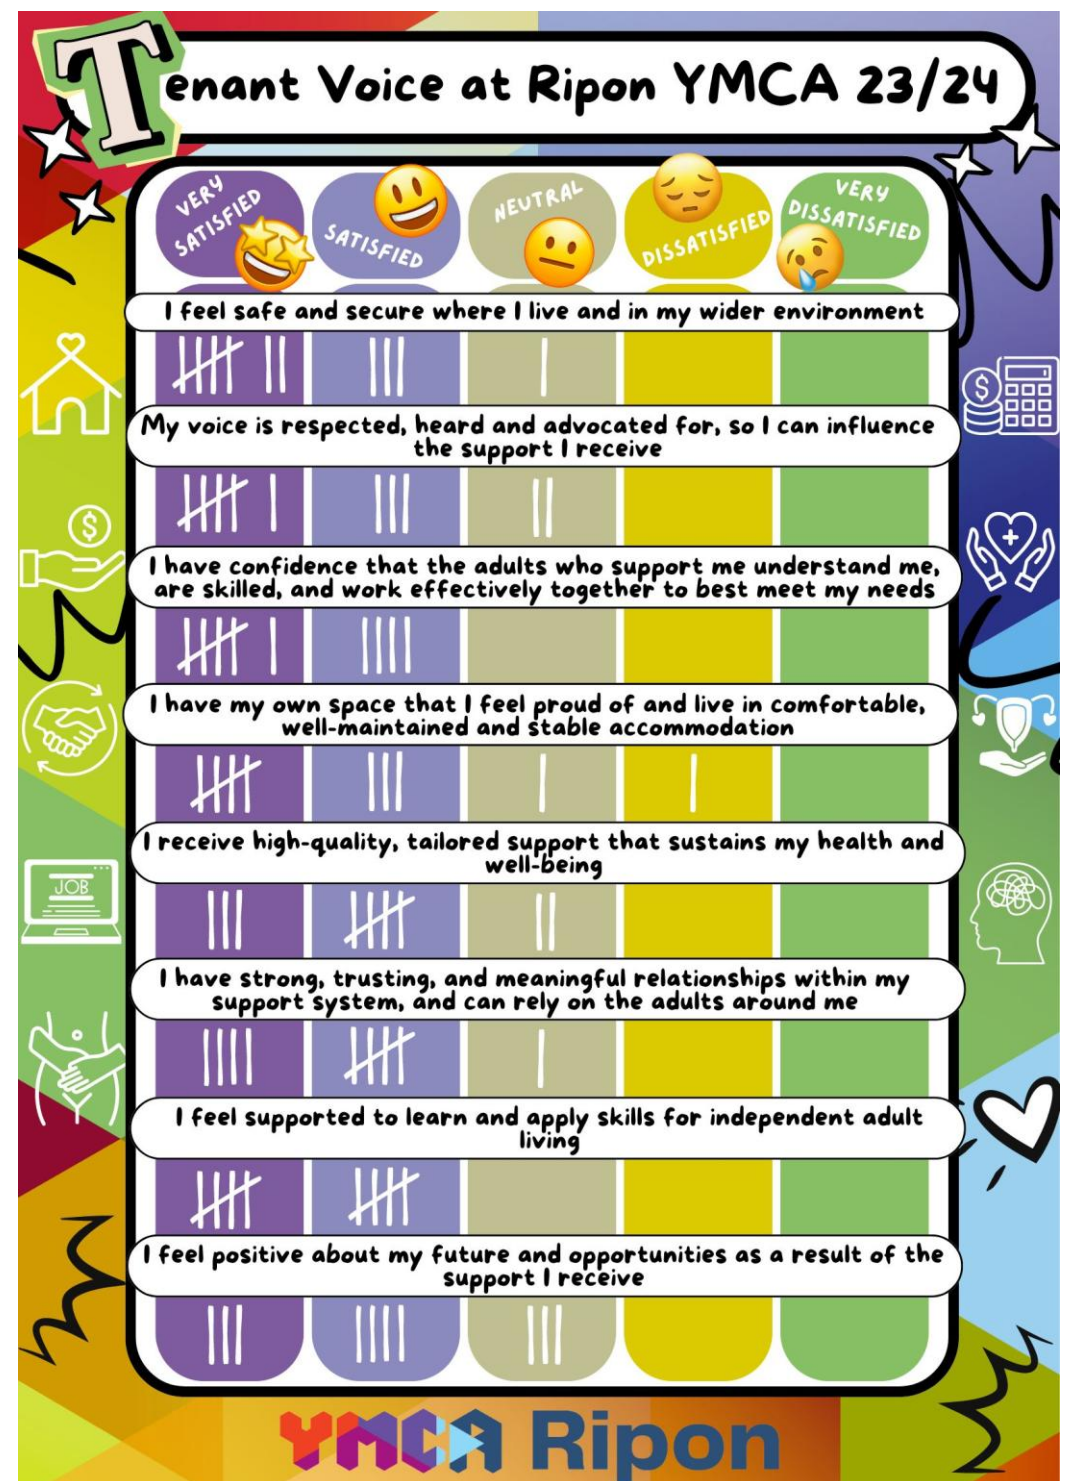 Tenant Voice at Ripon YMCA 23/24
VERY
SATISFIED
SATISFIED
NEUTRAL
DISSATISFIED
VERY
DISSATISFIED
I feel safe and secure where I live and in my wider environment
My voice is respected, heard and advocated for, so I can influence
the support I receive
I have confidence that the adults who support me understand me,
are skilled, and work effectively together to best meet my needs
I have my own space that I feel proud of and live in comfortable,
well-maintained and stable accommodation
I receive high-quality, tailored support that sustains my health and
well-being
JOB
I have strong, trusting, and meaningful relationships within my
support system, and can rely on the adults around me
I feel supported to learn and apply skills for independent adult
living
I feel positive about my future and opportunities as a result of the
support I receive
YMCA Ripon